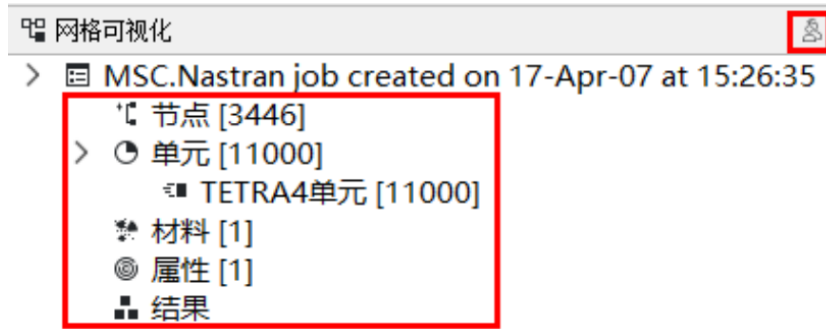 网格可视化
MSC.Nastran job created on 17-Apr-07 at 15:26:35
节点 [3446]
单元 [11000]
TETRA4单元 [11000]
材料 [1]
属性 [1]
结果